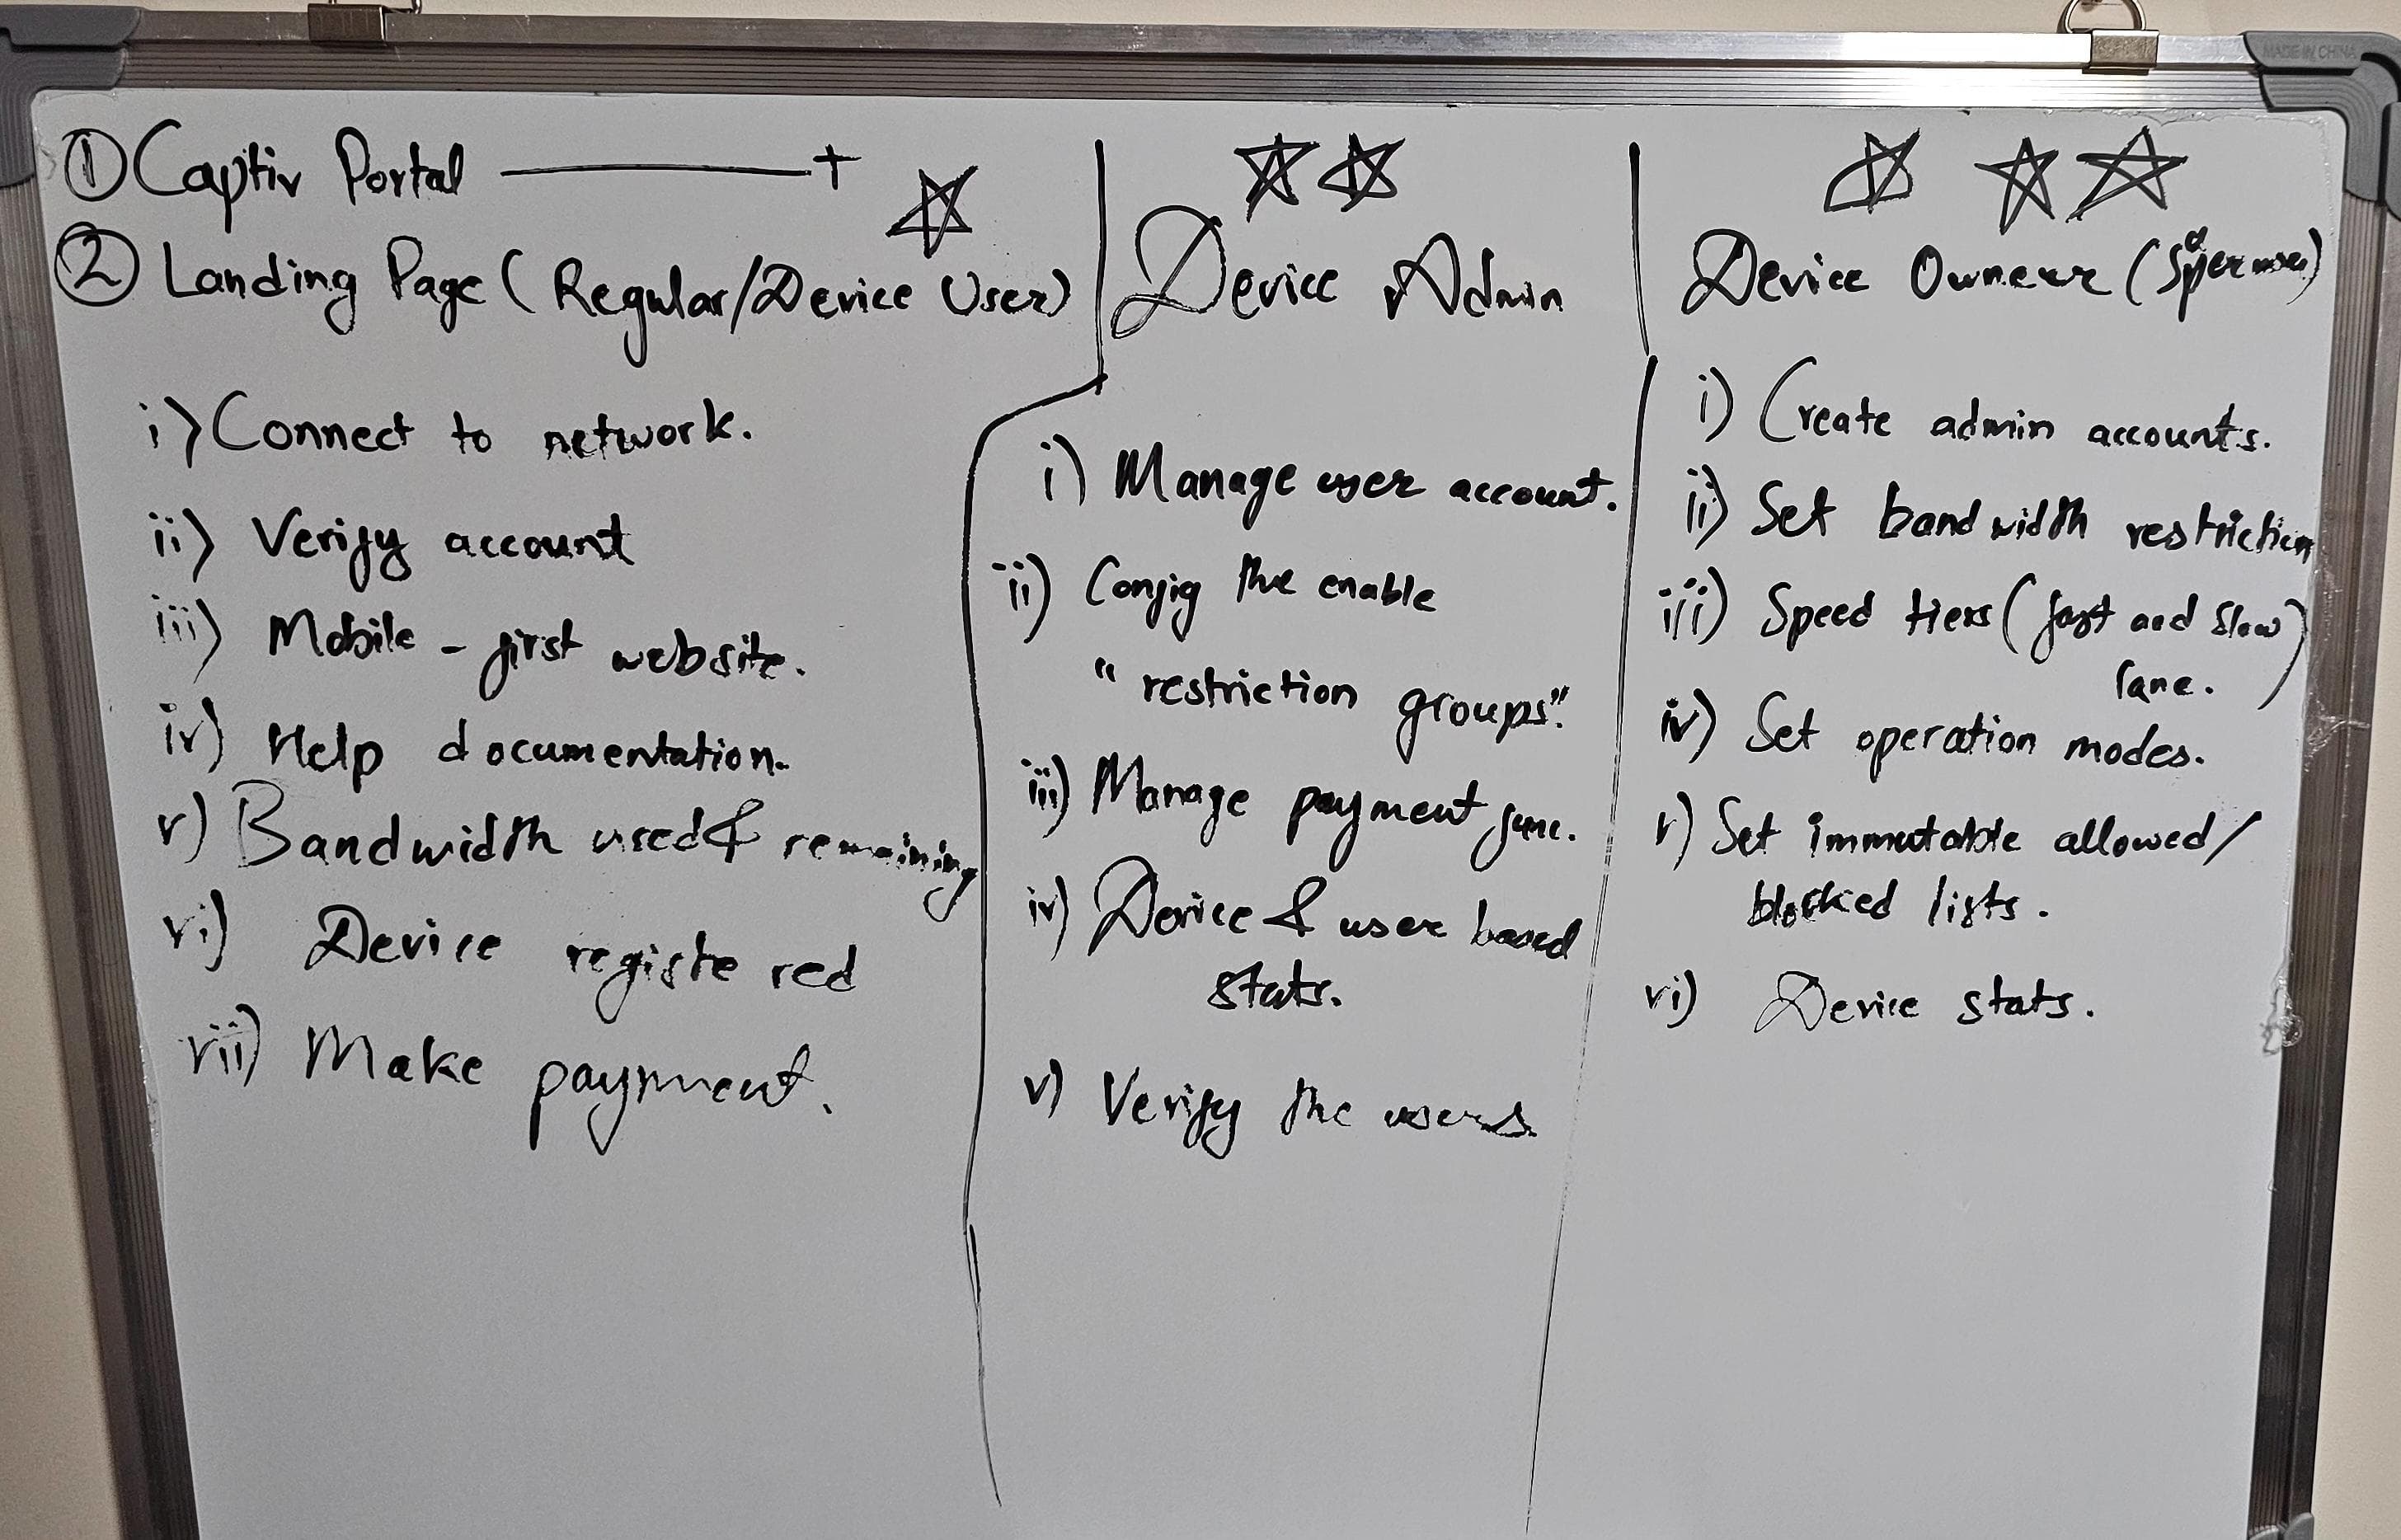 ① Captiv Portal
② Landing Page (Regular/Device User)
i) Connect to network.
ii) Verify account
iii) Mobile - first website.
iv) Help documentation.
v) Bandwidth used & remaining
vi) Device registered
vii) Make payment.
Device Admin
i) Manage user account.
ii) Config the enable
"restriction groups".
iii) Manage payment func.
iv) Device & user based
stats.
v) Verify the users
Device Owneer (Super user)
i) Create admin accounts.
ii) Set bandwidth restriction
iii) Speed tiers (fast and slow
lane.)
iv) Set operation modes.
v) Set immutable allowed/
blocked lists.
vi) Device stats.
MADE IN CHINA